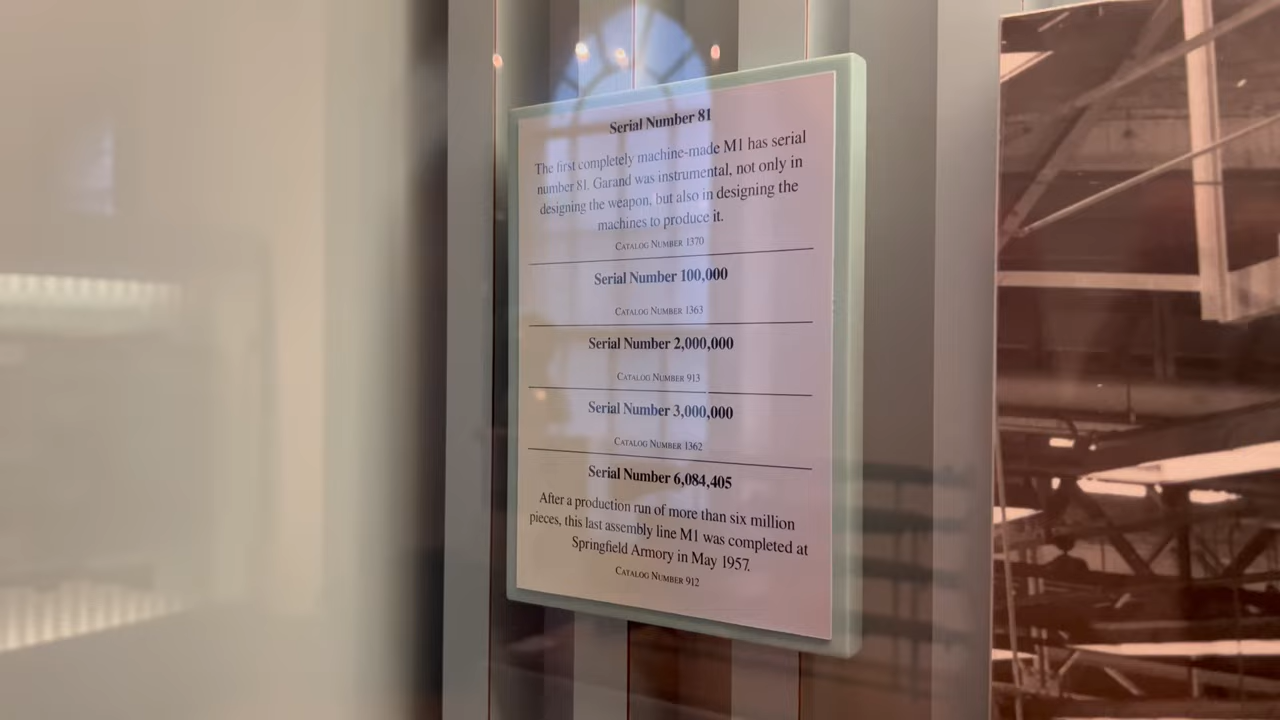 Serial Number 81
The first completely machine-made M1 has serial
number 81. Garand was instrumental, not only in
designing the weapon, but also in designing the
machines to produce it.
CATALOG NUMBER 1370
Serial Number 100,000
CATALOG NUMBER 1363
Serial Number 2,000,000
CATALOG NUMBER 913
Serial Number 3,000,000
CATALOG NUMBER 1362
Serial Number 6,084,405
After a production run of more than six million
pieces, this last assembly line M1 was completed at
Springfield Armory in May 1957.
CATALOG NUMBER 912